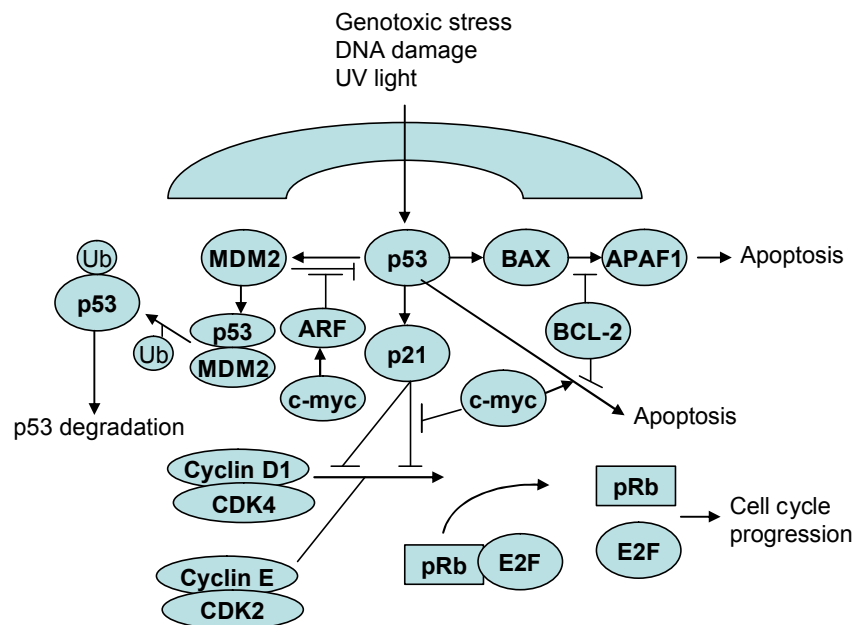 Genotoxic stress
DNA damage
UV light
Ub
MDM2
p53
BAX
APAF1
Apoptosis
p53
p53
ARF
BCL-2
Ub
MDM2
p21
c-myc
c-myc
p53 degradation
Apoptosis
Cyclin D1
CDK4
pRb
Cell cycle
progression
pRb
E2F
E2F
Cyclin E
CDK2